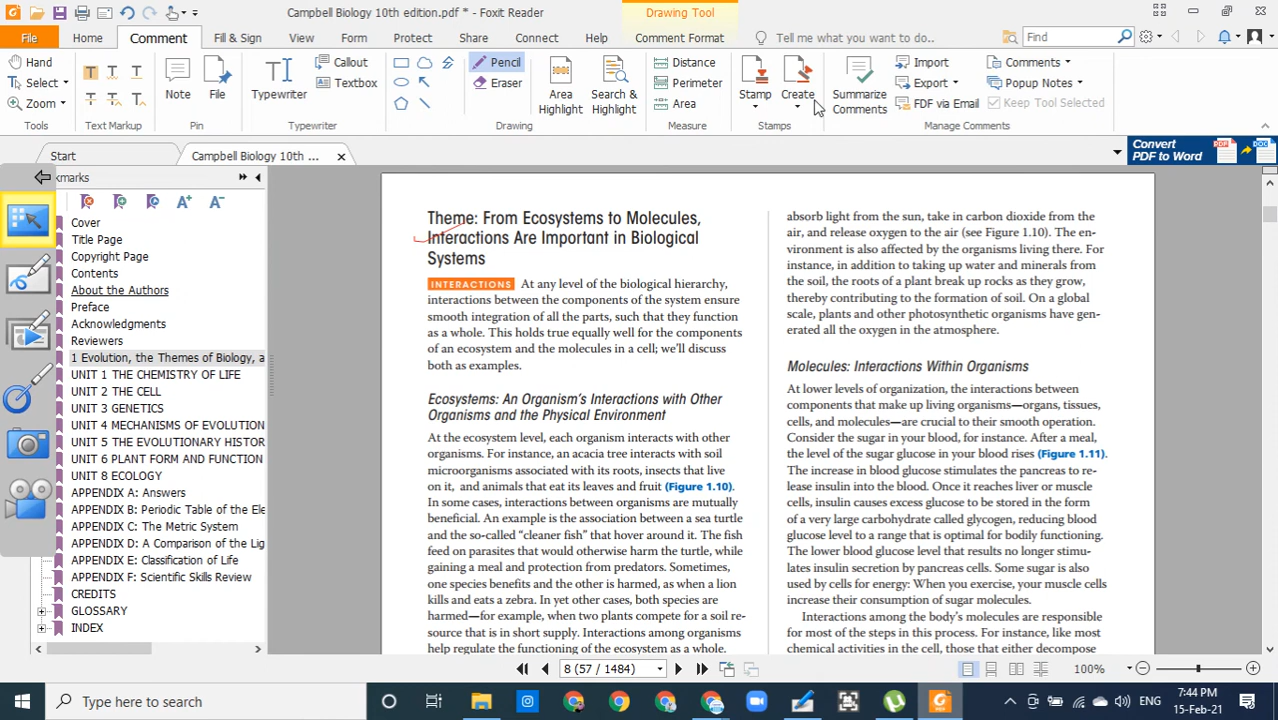 Campbell Biology 10th edition.pdf * - Foxit Reader
Drawing Tool
File Home Comment Fill & Sign View Form Protect Share Connect Help Comment Format Tell me what you want to do.. Find
Hand
Select
Zoom
Tools
Text Markup
Note
File
Pin
Typewriter
Callout
Textbox
Typewriter
Pencil
Eraser
Area Highlight
Search & Highlight
Drawing
Distance
Perimeter
Area
Measure
Stamp
Create
Stamps
Summarize Comments
Import
Export
FDF via Email
Comments
Popup Notes
Keep Tool Selected
Manage Comments
Start
Campbell Biology 10th ...
Convert
PDF to Word
kmarks
Cover
Title Page
Copyright Page
Contents
About the Authors
Preface
Acknowledgments
Reviewers
1 Evolution, the Themes of Biology, a
UNIT 1 THE CHEMISTRY OF LIFE
UNIT 2 THE CELL
UNIT 3 GENETICS
UNIT 4 MECHANISMS OF EVOLUTION
UNIT 5 THE EVOLUTIONARY HISTOR
UNIT 6 PLANT FORM AND FUNCTION
UNIT 8 ECOLOGY
APPENDIX A: Answers
APPENDIX B: Periodic Table of the Ele
APPENDIX C: The Metric System
APPENDIX D: A Comparison of the Lig
APPENDIX E: Classification of Life
APPENDIX F: Scientific Skills Review
CREDITS
GLOSSARY
INDEX
Theme: From Ecosystems to Molecules,
Interactions Are Important in Biological
Systems
INTERACTIONS At any level of the biological hierarchy,
interactions between the components of the system ensure
smooth integration of all the parts, such that they function
as a whole. This holds true equally well for the components
of an ecosystem and the molecules in a cell; we'll discuss
both as examples.
Ecosystems: An Organism's Interactions with Other
Organisms and the Physical Environment
At the ecosystem level, each organism interacts with other
organisms. For instance, an acacia tree interacts with soil
microorganisms associated with its roots, insects that live
on it, and animals that eat its leaves and fruit (Figure 1.10).
In some cases, interactions between organisms are mutually
beneficial. An example is the association between a sea turtle
and the so-called “cleaner fish” that hover around it. The fish
feed on parasites that would otherwise harm the turtle, while
gaining a meal and protection from predators. Sometimes,
one species benefits and the other is harmed, as when a lion
kills and eats a zebra. In yet other cases, both species are
harmed—for example, when two plants compete for a soil re-
source that is in short supply. Interactions among organisms
help regulate the functioning of the ecosystem as a whole.
absorb light from the sun, take in carbon dioxide from the
air, and release oxygen to the air (see Figure 1.10). The en-
vironment is also affected by the organisms living there. For
instance, in addition to taking up water and minerals from
the soil, the roots of a plant break up rocks as they grow,
thereby contributing to the formation of soil. On a global
scale, plants and other photosynthetic organisms have gen-
erated all the oxygen in the atmosphere.
Molecules: Interactions Within Organisms
At lower levels of organization, the interactions between
components that make up living organisms—organs, tissues,
cells, and molecules—are crucial to their smooth operation.
Consider the sugar in your blood, for instance. After a meal,
the level of the sugar glucose in your blood rises (Figure 1.11).
The increase in blood glucose stimulates the pancreas to re-
lease insulin into the blood. Once it reaches liver or muscle
cells, insulin causes excess glucose to be stored in the form
of a very large carbohydrate called glycogen, reducing blood
glucose level to a range that is optimal for bodily functioning.
The lower blood glucose level that results no longer stimu-
lates insulin secretion by pancreas cells. Some sugar is also
used by cells for energy: When you exercise, your muscle cells
increase their consumption of sugar molecules.
Interactions among the body's molecules are responsible
for most of the steps in this process. For instance, like most
chemical activities in the cell, those that either decompose
8 (57 / 1484)
100%
Type here to search
ENG
7:44 PM
15-Feb-21